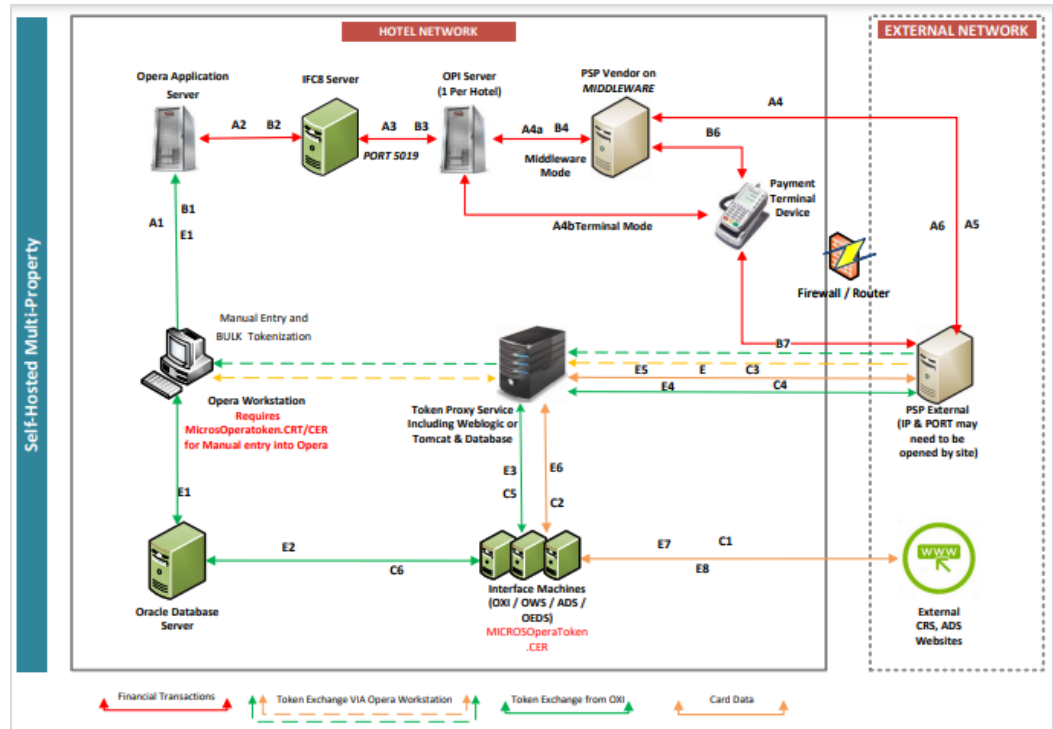 Self-Hosted Multi-Property
HOTEL NETWORK
EXTERNAL NETWORK
Opera Application
Server
IFC8 Server
OPI Server
(1 Per Hotel)
PSP Vendor on
MIDDLEWARE
A2 B2
A3 B3
PORT 5019
A4a B4
Middleware
Mode
A4
B6
Payment
Terminal
Device
A4bTerminal Mode
A6 A5
Firewall / Router
A1
B1
E1
Manual Entry and
BULK Tokenization
Opera Workstation
Requires
MicrosOperatoken.CRT/CER
for Manual entry into Opera
Token Proxy Service
Including Weblogic or
Tomcat & Database
B7
E5 E C3
E4 C4
PSP External
(IP & PORT may
need to be
opened by site)
E3
C5
E6
C2
E1
E2
C6
Oracle Database
Server
Interface Machines
(OXI / OWS / ADS /
OEDS)
MICROSOperaToken
.CER
E7 C1
E8
WWW
External
CRS, ADS
Websites
Financial Transactions
Token Exchange VIA Opera Workstation
Token Exchange from OXI
Card Data